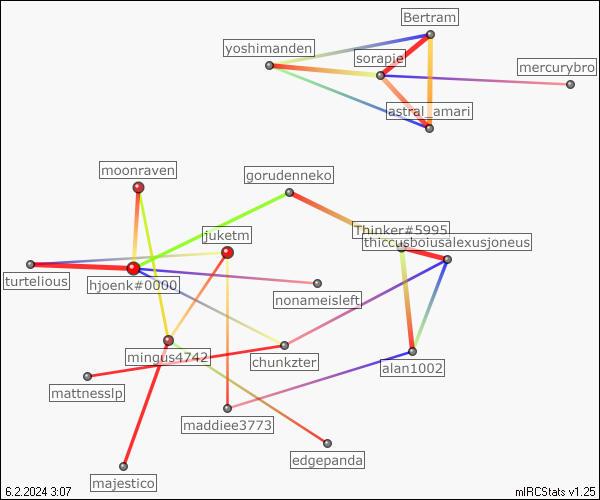 Bertram
yoshimanden
sorapie
mercurybro
astral_amari
moonraven
gorudenneko
Thinker#5995
juketm
thiccusboiusalexusjoneus
turtelious
hjoenk#0000
nonameisleft
mingus4742
chunkzter
alan1002
mattnesslp
maddiee3773
edgepanda
majestico
6.2.2024 3:07
mIRCStats v1.25